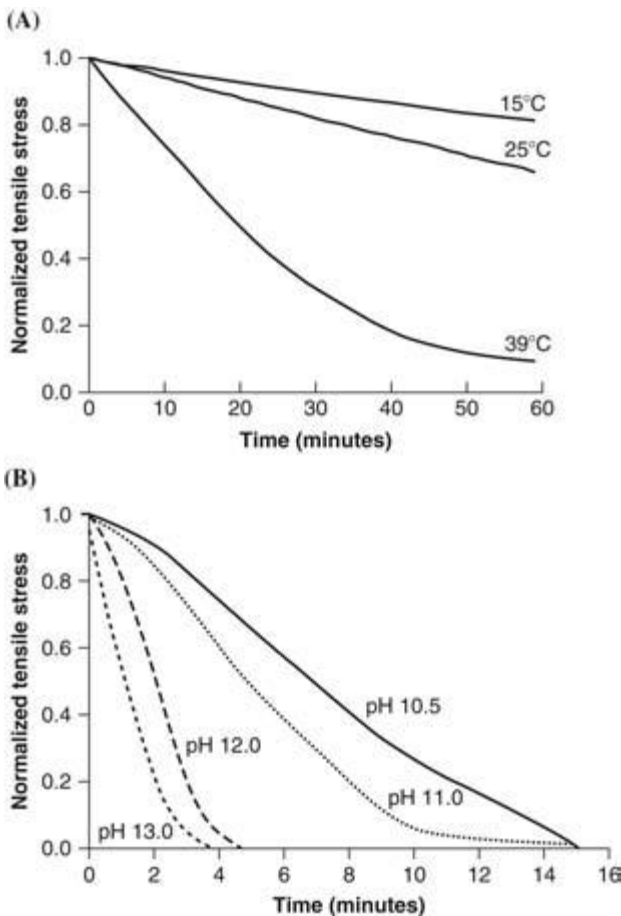 (A)
Normalized tensile stress
1.0
0.8
0.6
0.4
0.2
0.0
15°C
25°C
39°C
0 10 20 30 40 50 60
Time (minutes)
(B)
Normalized tensile stress
1.0
0.8
0.6
0.4
0.2
0.0
pH 10.5
pH 12.0
pH 11.0
pH 13.0
0 2 4 6 8 10 12 14 16
Time (minutes)